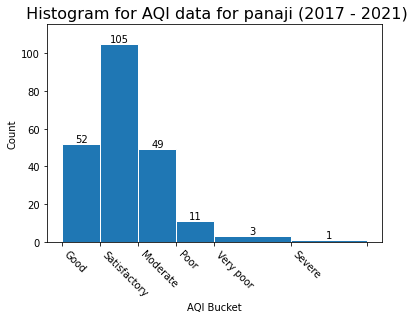 Histogram for AQI data for panaji (2017 - 2021)
100
80
60
40
20
0
Count
52
105
49
11
3
1
Good
Satisfactory
Moderate
Poor
Very poor
Severe
AQI Bucket